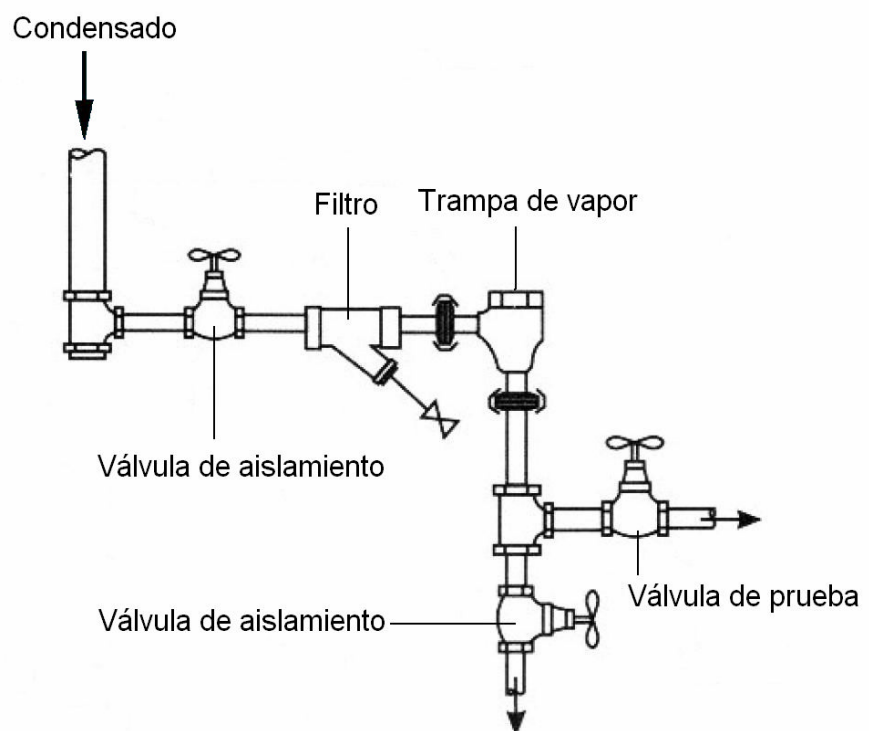 Condensado
Filtro
Trampa de vapor
Válvula de aislamiento
Válvula de prueba
Válvula de aislamiento